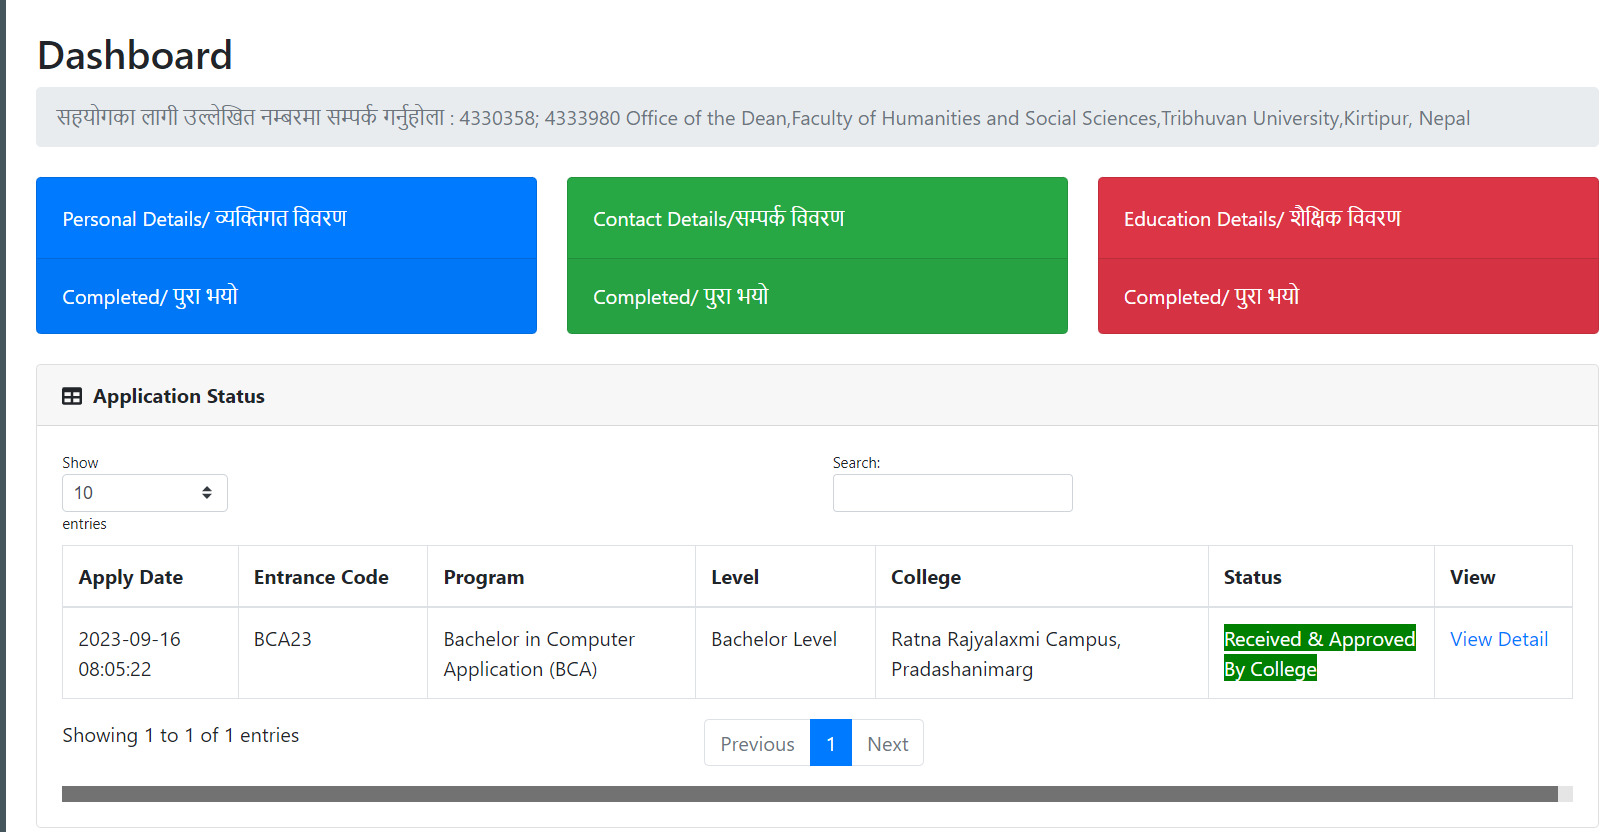 Dashboard
सहयोगका लागी उल्लेखित नम्बरमा सम्पर्क गर्नुहोला : 4330358; 4333980 Office of the Dean,Faculty of Humanities and Social Sciences,Tribhuvan University,Kirtipur, Nepal
Personal Details/ व्यक्तिगत विवरण
Completed/ पुरा भयो
Contact Details/सम्पर्क विवरण
Completed/ पुरा भयो
Education Details/ शैक्षिक विवरण
Completed/ पुरा भयो
Application Status
Show
10
entries
Search:
Apply Date Entrance Code Program Level College Status View
2023-09-16 BCA23 Bachelor in Computer Bachelor Level Ratna Rajyalaxmi Campus, Received & Approved View Detail
08:05:22 Application (BCA) Pradashanimarg By College
Showing 1 to 1 of 1 entries
Previous 1 Next